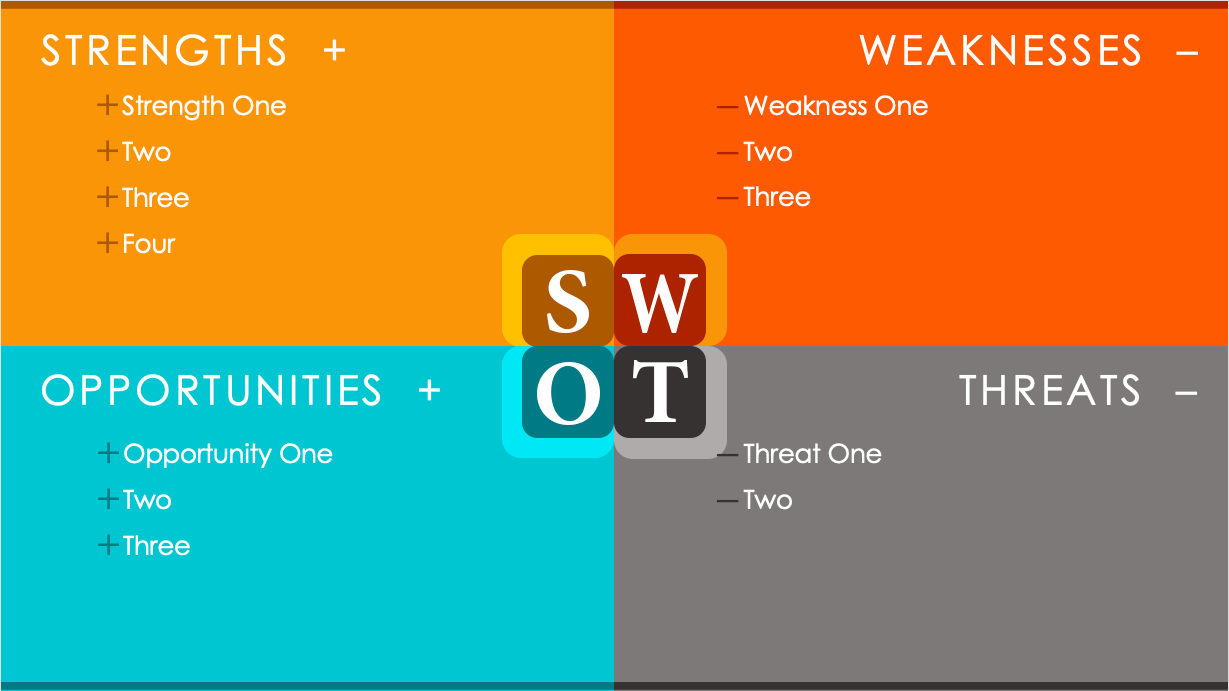 STRENGTHS +
+ Strength One
+ Two
+ Three
+ Four
WEAKNESSES –
— Weakness One
— Two
— Three
S W
O T
OPPORTUNITIES +
+ Opportunity One
+ Two
+ Three
THREATS –
— Threat One
— Two